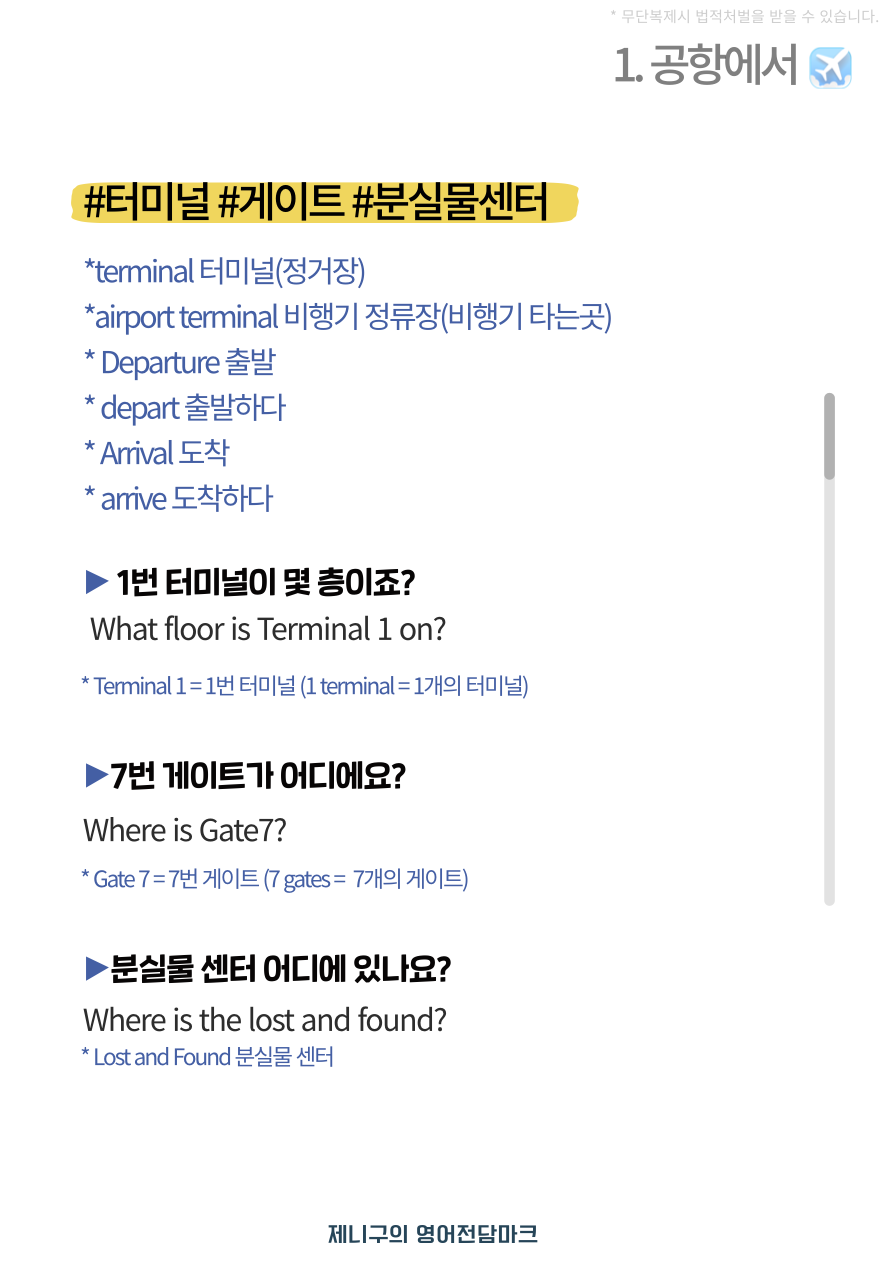 * 무단복제시 법적처벌을 받을 수 있습니다.
1. 공항에서
#터미널 #게이트 #분실물센터
*terminal 터미널(정거장)
*airport terminal 비행기 정류장(비행기 타는곳)
* Departure 출발
* depart 출발하다
* Arrival 도착
* arrive 도착하다
▶ 1번 터미널이 몇 층이죠?
What floor is Terminal 1 on?
* Terminal 1 = 1번 터미널 (1 terminal = 1개의 터미널)
▶7번 게이트가 어디에요?
Where is Gate7?
* Gate 7 = 7번 게이트 (7 gates = 7개의 게이트)
▶분실물 센터 어디에 있나요?
Where is the lost and found?
* Lost and Found 분실물 센터
제니구의 영어전담마크